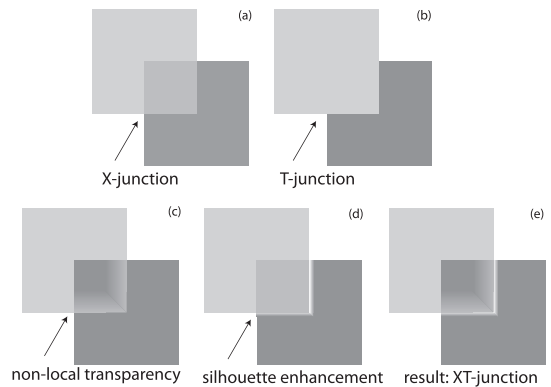 (a)
(b)
X-junction
T-junction
(c)
(d)
(e)
non-local transparency
silhouette enhancement
result: XT-junction